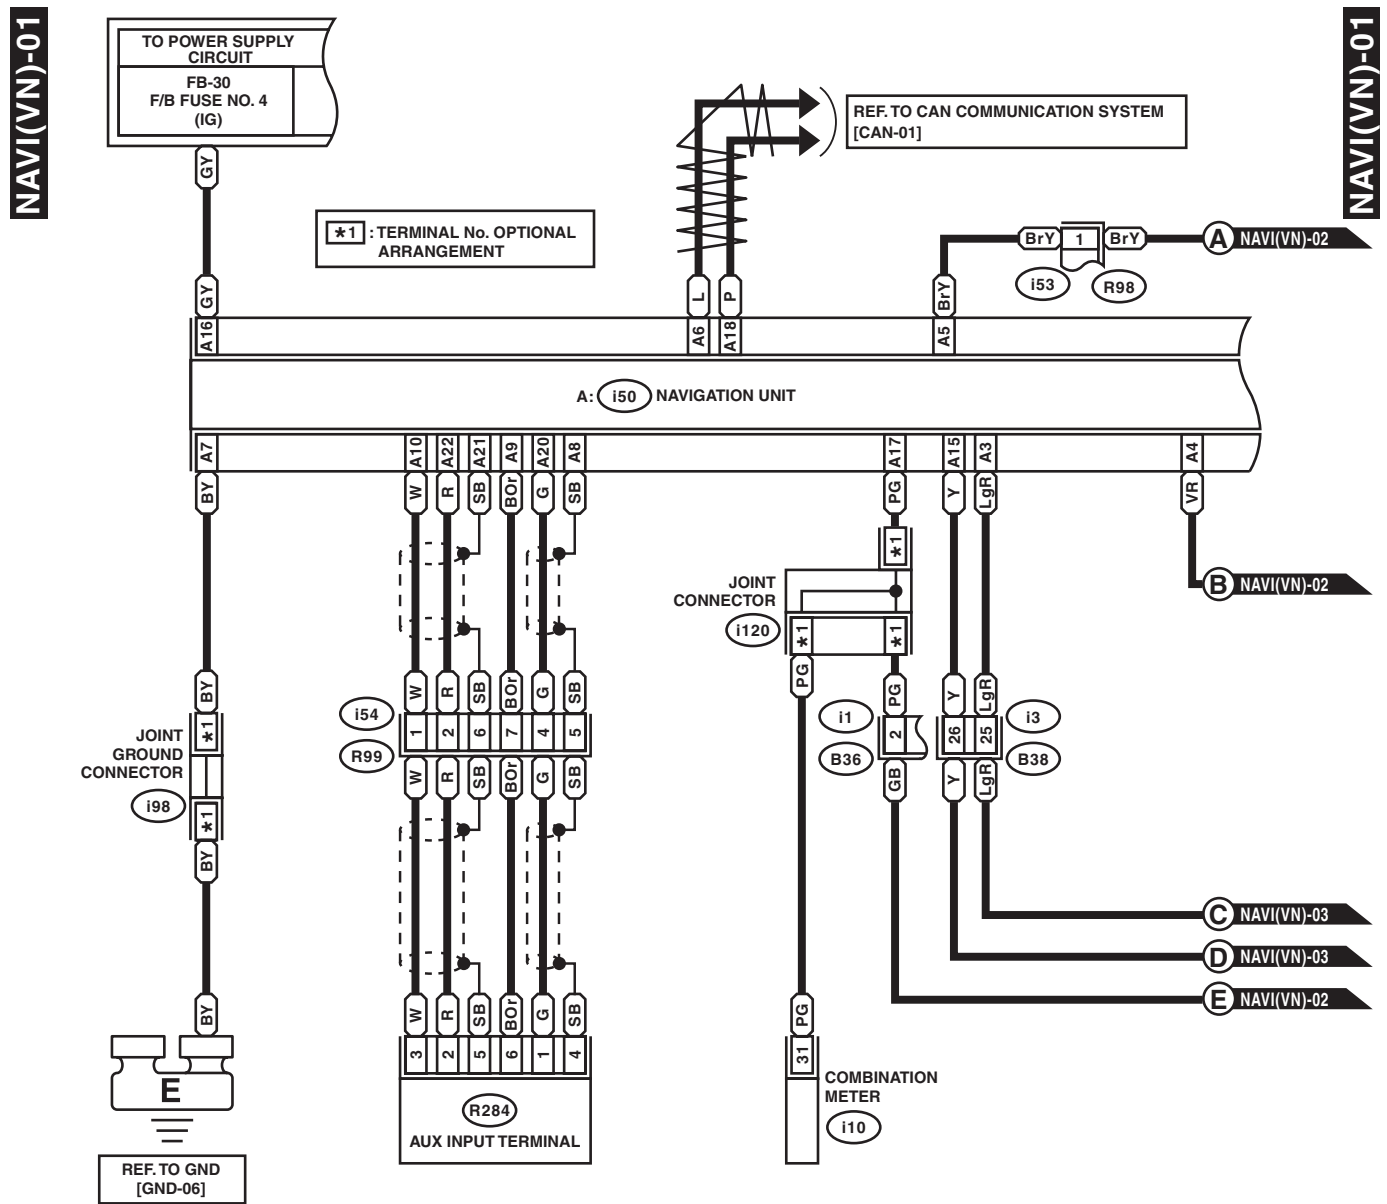 NAVI(VN)-01
NAVI(VN)-01
TO POWER SUPPLY
CIRCUIT
FB-30
F/B FUSE NO. 4
(IG)
REF. TO CAN COMMUNICATION SYSTEM
[CAN-01]
GY
*1 : TERMINAL No. OPTIONAL
ARRANGEMENT
BrY 1 BrY
A NAVI(VN)-02
i53 R98
GY L P BrY
A16 A6 A18 A5
A: i50 NAVIGATION UNIT
A7 A10 A22 A21 A9 A20 A8 A17 A15 A3 A4
BY W R SB BOr G SB PG Y LgR VR
*1
JOINT
CONNECTOR
i120
B NAVI(VN)-02
*1 *1
PG
BY W R SB BOr G SB PG Y LgR
i54
1 2 6 7 4 5
R99
i1
2
B36
26 25
i3
B38
*1
JOINT
GROUND
CONNECTOR
i98
*1
W R SB BOr G SB GB Y LgR
BY
C NAVI(VN)-03
D NAVI(VN)-03
E NAVI(VN)-02
BY W R SB BOr G SB PG
3 2 5 6 1 4 31
E
R284
AUX INPUT TERMINAL
COMBINATION
METER
i10
REF. TO GND
[GND-06]